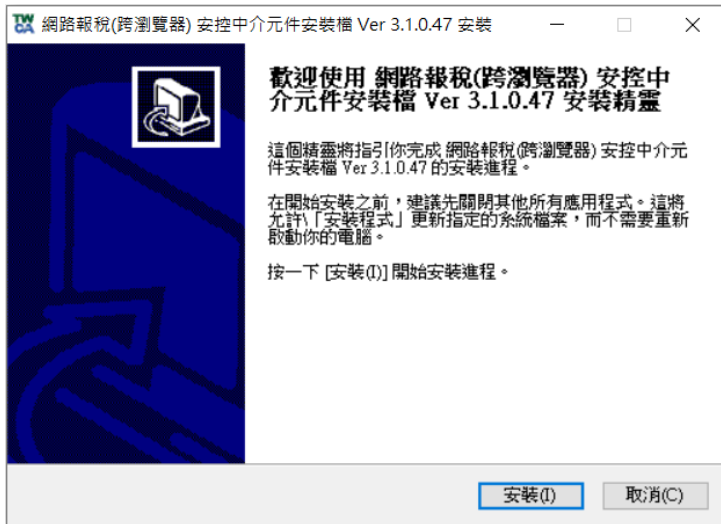 TWCA 網路報稅(跨瀏覽器) 安控中介元件安裝檔 Ver 3.1.0.47 安裝
歡迎使用 網路報稅(跨瀏覽器) 安控中
介元件安裝檔 Ver 3.1.0.47 安裝精靈
這個精靈將指引你完成 網路報稅(跨瀏覽器) 安控中介元
件安裝檔 Ver 3.1.0.47 的安裝進程。
在開始安裝之前，建議先關閉其他所有應用程式。這將
允許\「安裝程式」更新指定的系統檔案，而不需要重新
啟動你的電腦。
按一下 [安裝(I)] 開始安裝進程。
安裝(I)
取消(C)